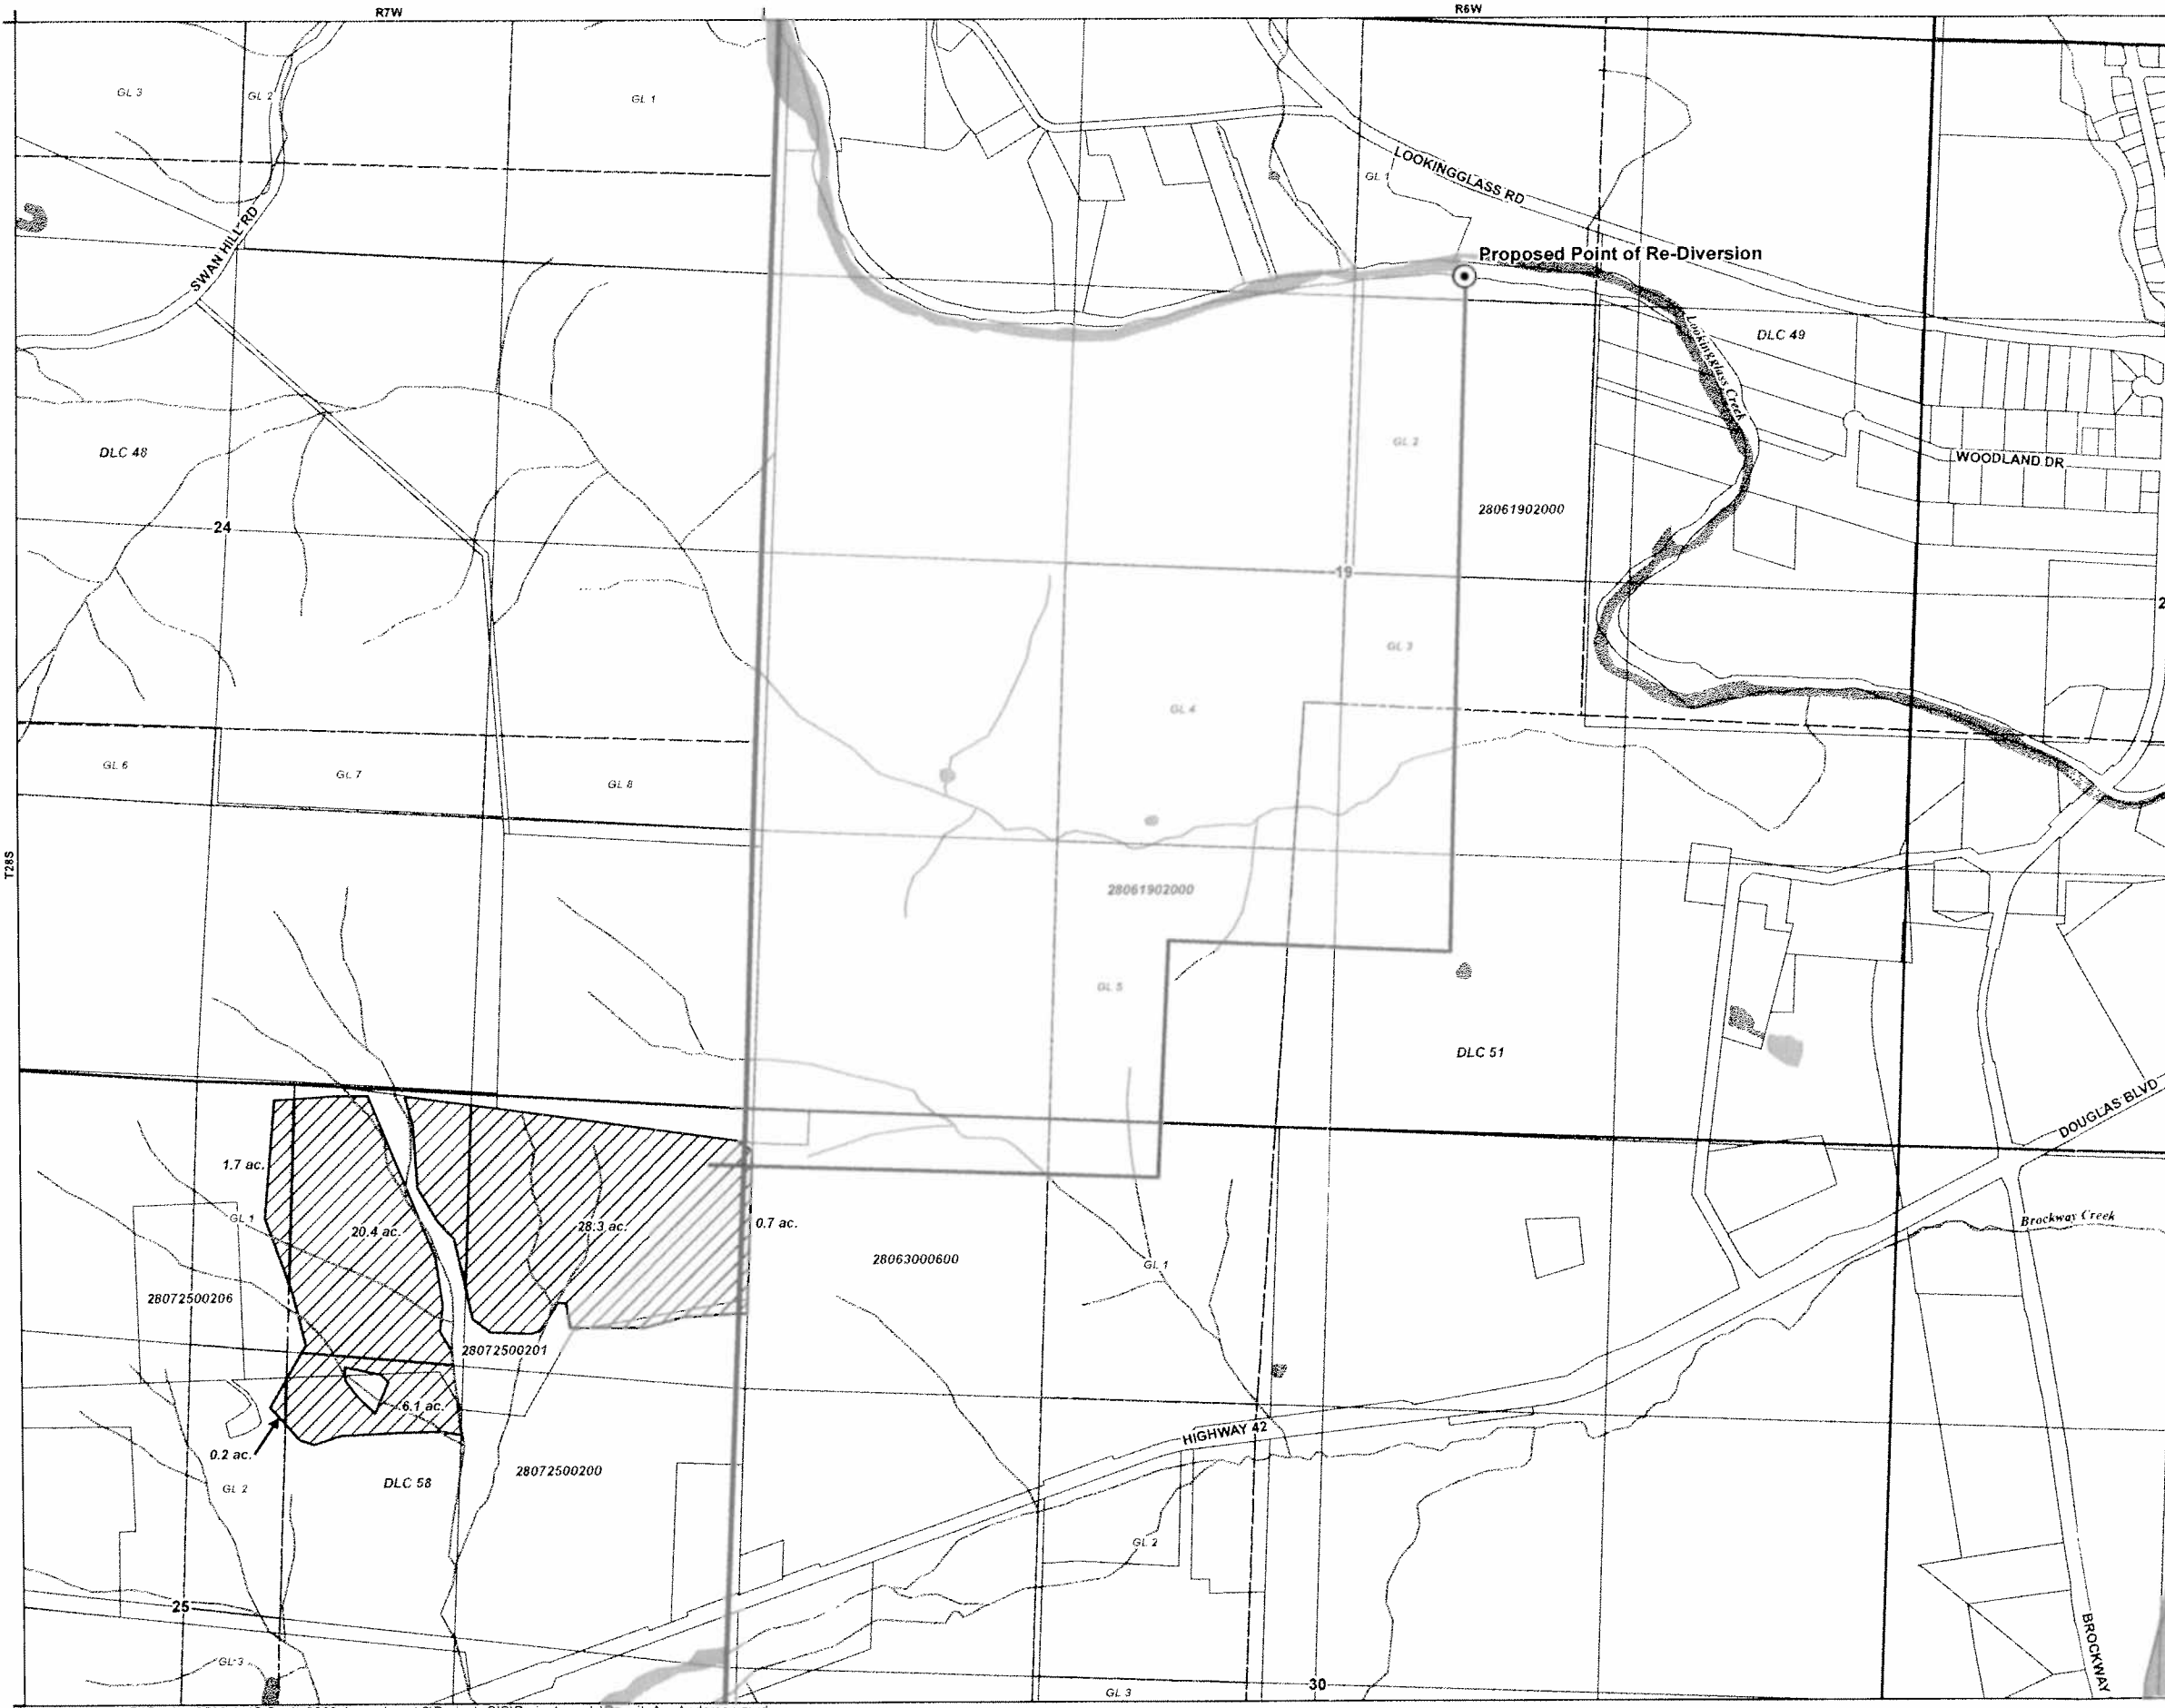 R7W
R6W
GL 3
GL 2
GL 1
LOOKINGGLASS RD
GL 1
SWAN HILL RD
Proposed Point of Re-Diversion
Lookingglass Creek
DLC 49
DLC 48
GL 2
WOODLAND DR
28061902000
24
19
2
GL 3
GL 4
GL 6
GL 7
GL 8
T28S
28061902000
GL 5
DLC 51
DOUGLAS BLVD
1.7 ac.
GL 1
20.4 ac.
28.3 ac.
0.7 ac.
Brockway Creek
28063000600
GL 1
28072500206
28072500201
6.1 ac.
0.2 ac.
HIGHWAY 42
28072500200
DLC 58
GL 2
GL 2
25
BROCKWAY
GL 3
30
GL 3